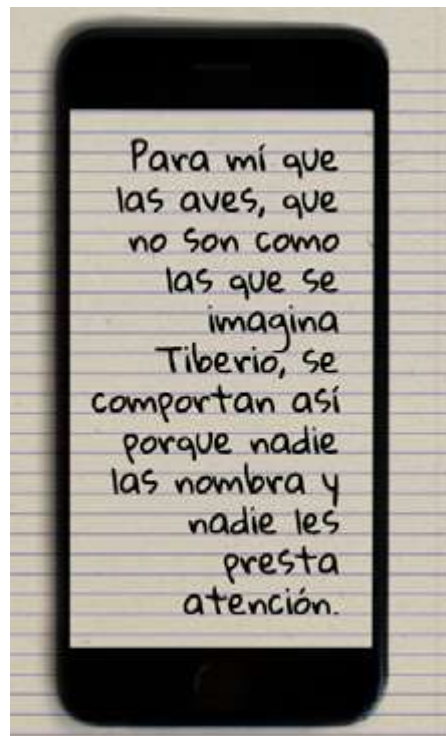 Para mí que
las aves, que
no son como
las que se
imagina
Tiberio, se
comportan así
porque nadie
las nombra y
nadie les
presta
atención.